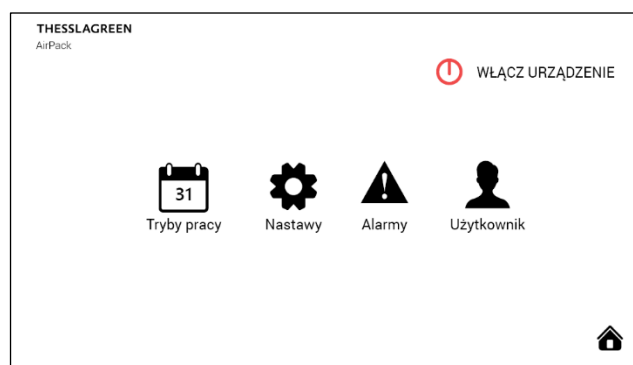 THESSLAGREEN
AirPack
WŁĄCZ URZĄDZENIE
31
Tryby pracy
Nastawy
Alarmy
Użytkownik